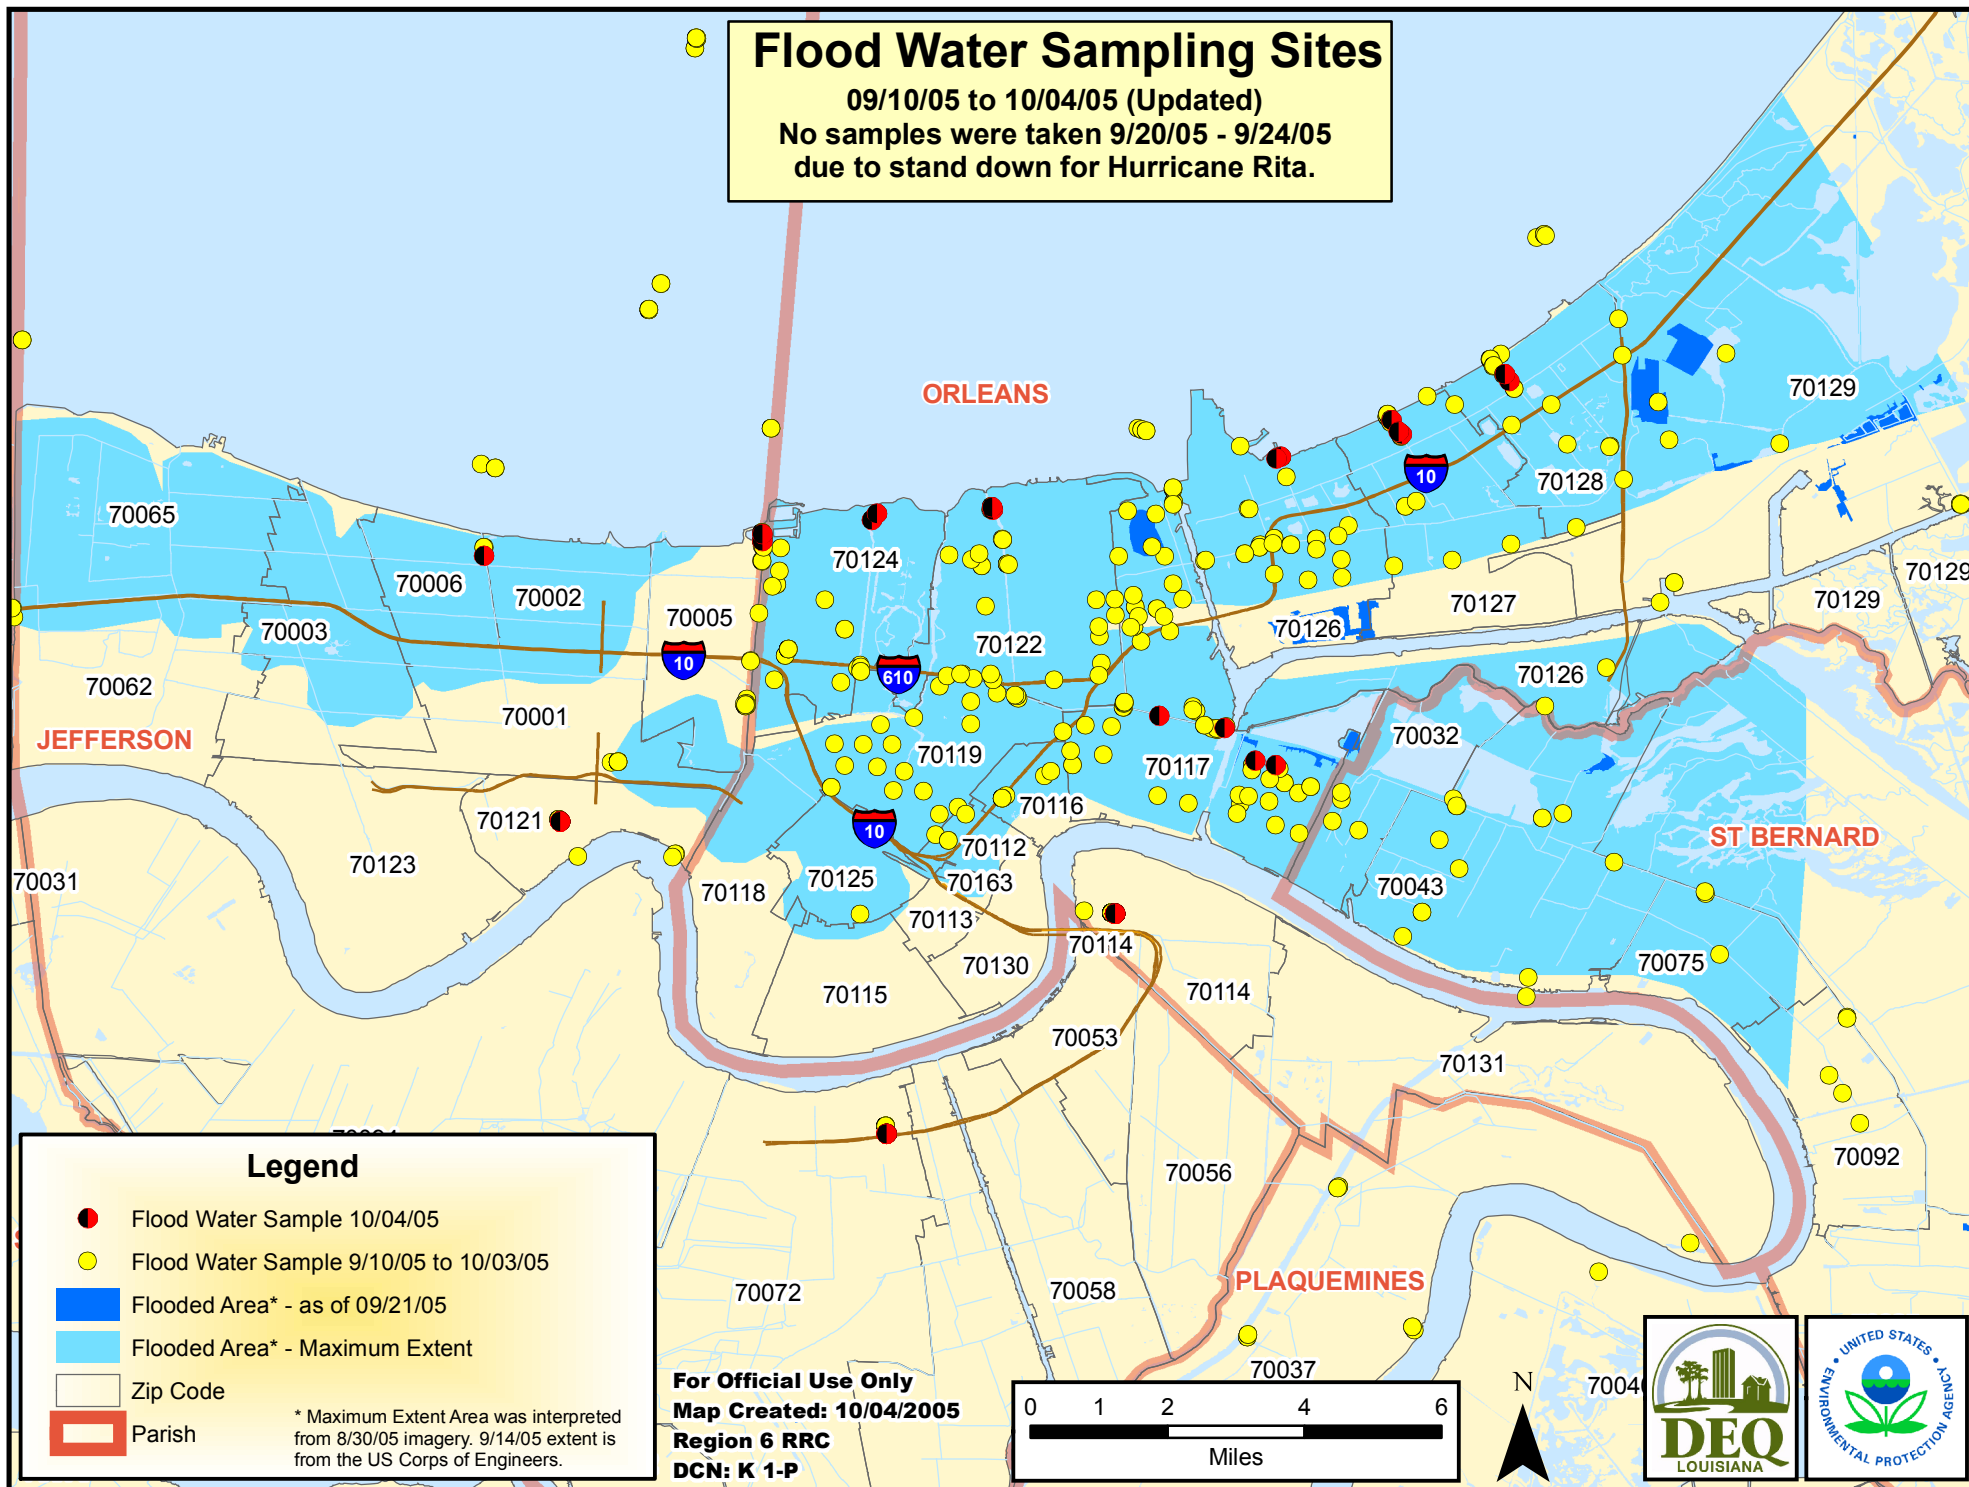 Flood Water Sampling Sites
09/10/05 to 10/04/05 (Updated)
No samples were taken 9/20/05 - 9/24/05
due to stand down for Hurricane Rita.
ORLEANS
70129
70065
10
70128
70124
70006
70002
70129
70005
70127
70129
70003
70122
70126
10
610
70126
70062
70001
JEFFERSON
70032
70119
70117
70116
70121
10
ST BERNARD
70112
70123
70031
70118
70125
70163
70043
70113
70114
70130
70075
70115
70114
70053
70131
70056
70092
Legend
Flood Water Sample 10/04/05
Flood Water Sample 9/10/05 to 10/03/05
Flooded Area* - as of 09/21/05
Flooded Area* - Maximum Extent
Zip Code
Parish
* Maximum Extent Area was interpreted
from 8/30/05 imagery. 9/14/05 extent is
from the US Corps of Engineers.
70072
70058
PLAQUEMINES
70037
For Official Use Only
Map Created: 10/04/2005
Region 6 RRC
DCN: K 1-P
0 1 2 4 6
Miles
N
DEQ
LOUISIANA
UNITED STATES
ENVIRONMENTAL PROTECTION AGENCY